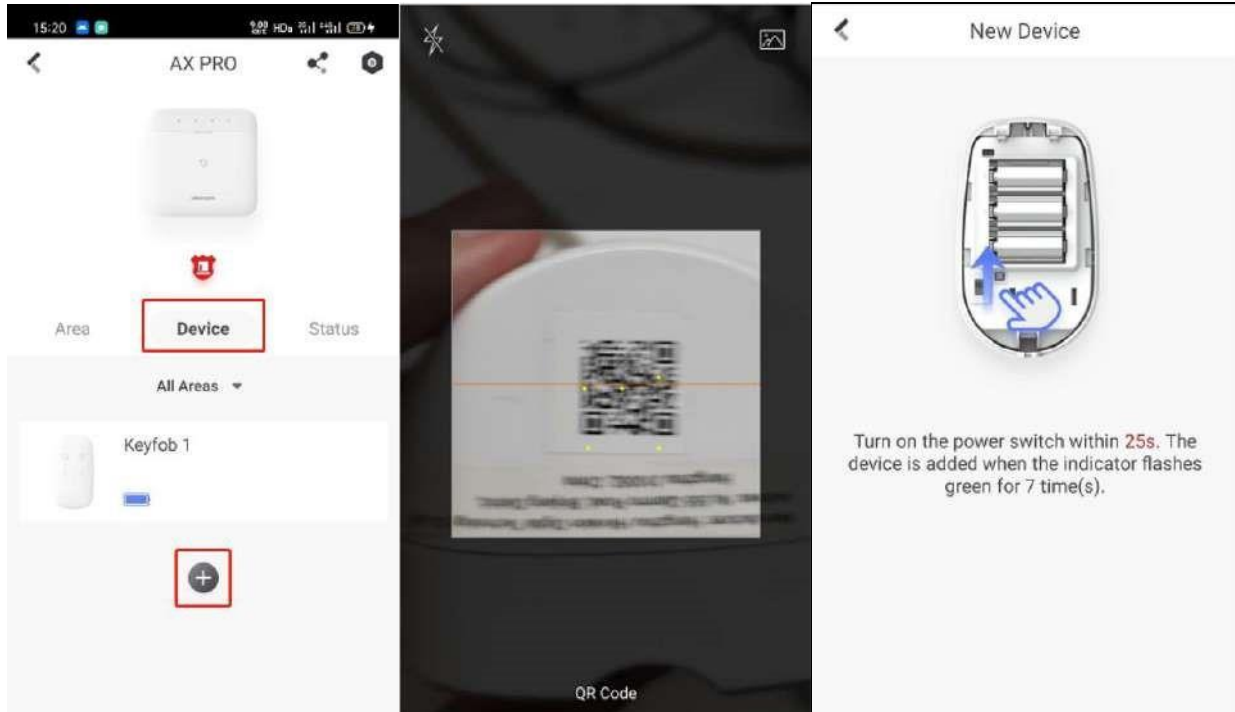 15:20
AX PRO
Area Device Status
All Areas
Keyfob 1
QR Code
New Device
Turn on the power switch within 25s. The
device is added when the indicator flashes
green for 7 time(s).